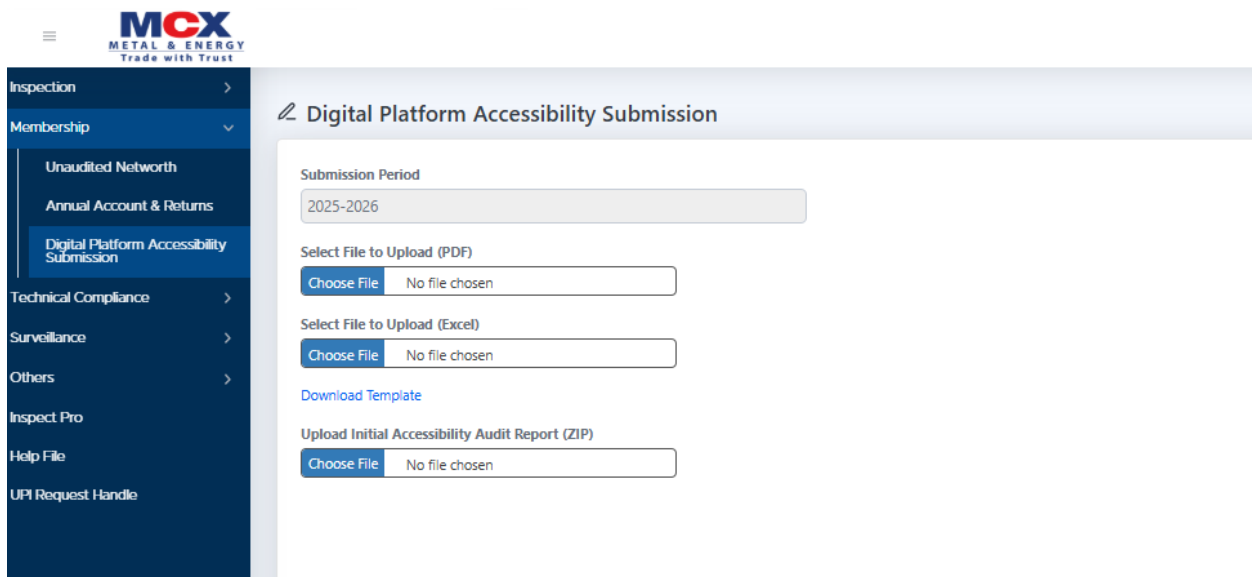 MCX
METAL & ENERGY
Trade with Trust
Inspection
Membership
Unaudited Networth
Annual Account & Returns
Digital Platform Accessibility
Submission
Technical Compliance
Surveillance
Others
Inspect Pro
Help File
UPI Request Handle
Digital Platform Accessibility Submission
Submission Period
2025-2026
Select File to Upload (PDF)
Choose File No file chosen
Select File to Upload (Excel)
Choose File No file chosen
Download Template
Upload Initial Accessibility Audit Report (ZIP)
Choose File No file chosen